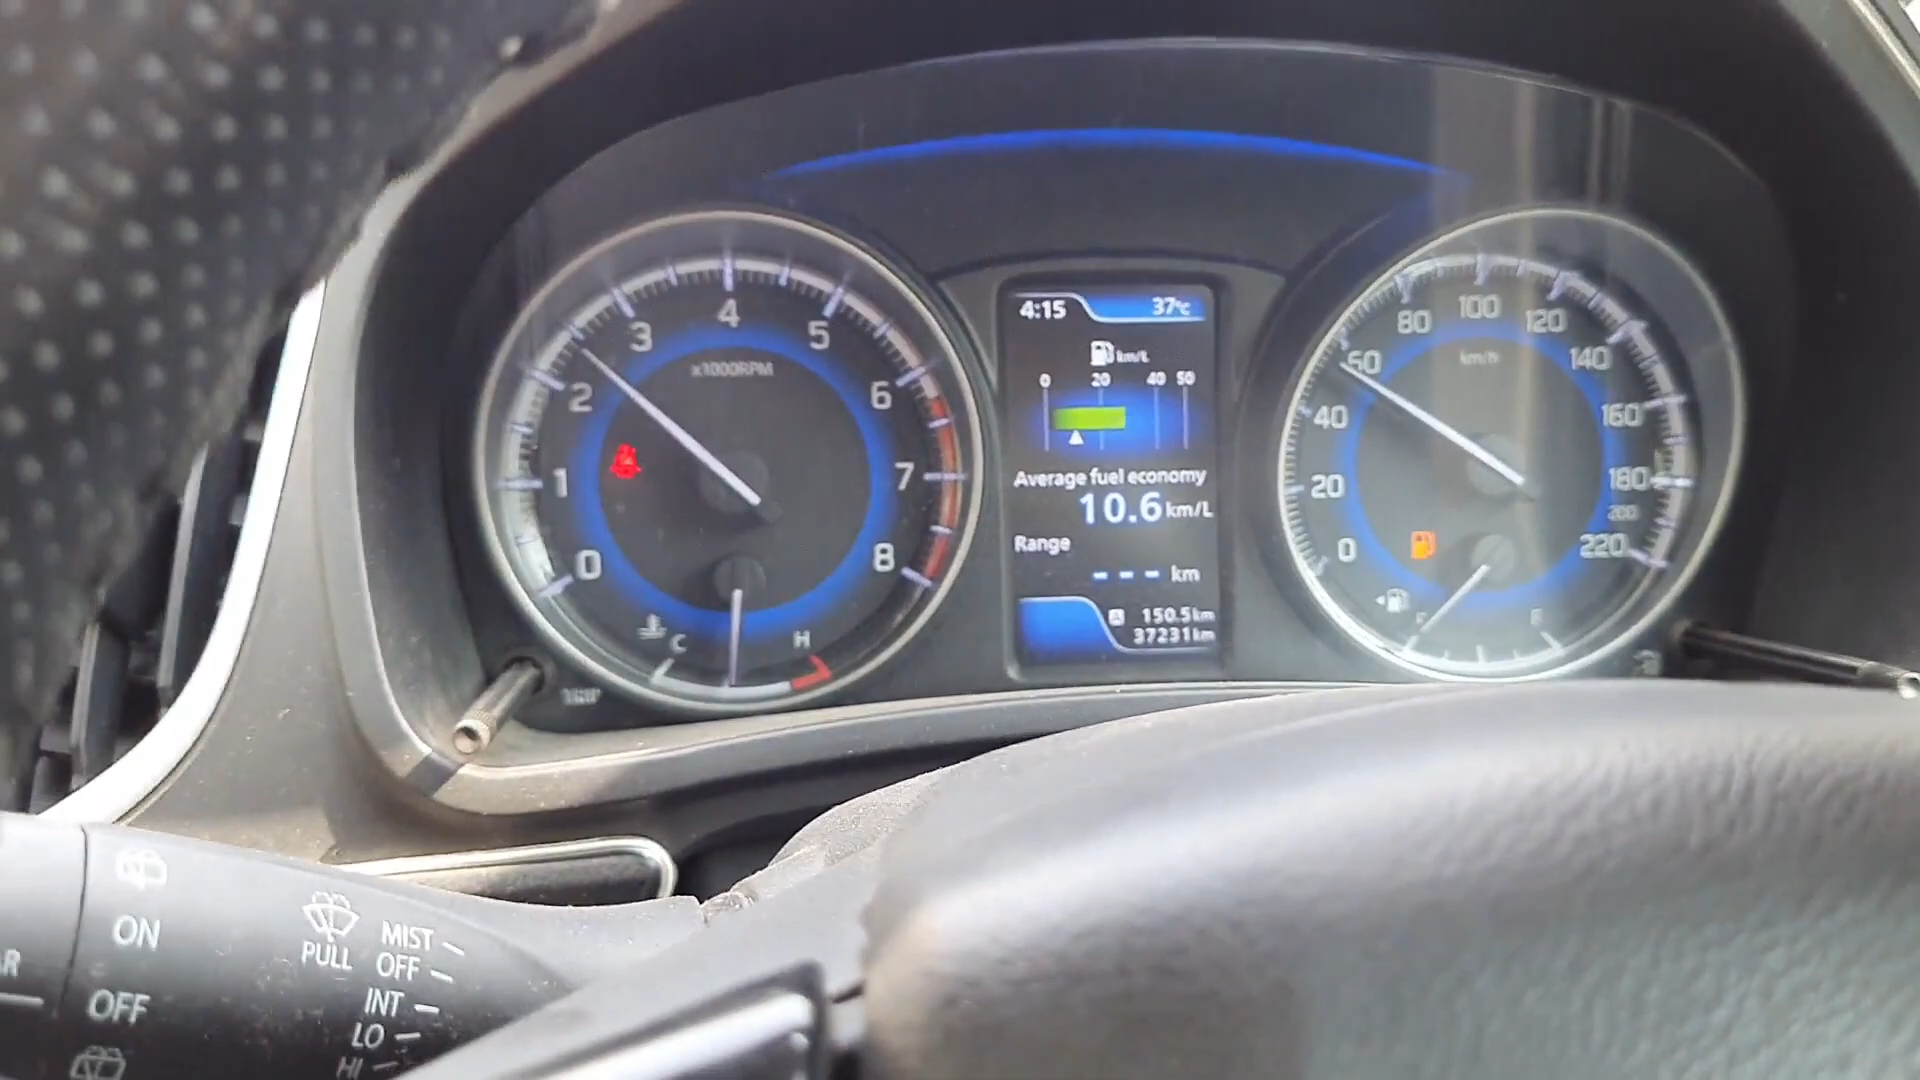 4:15 37°C
km/L
0 20 40 50
Average fuel economy
10.6 km/L
Range
--- km
A 150.5km
37231km
0 1 2 3 4 5 6 7 8
x1000RPM
C H
0 20 40 60 80 100 120 140 160 180 200 220
km/h
ON
OFF
PULL
MIST
OFF
INT
LO
HI